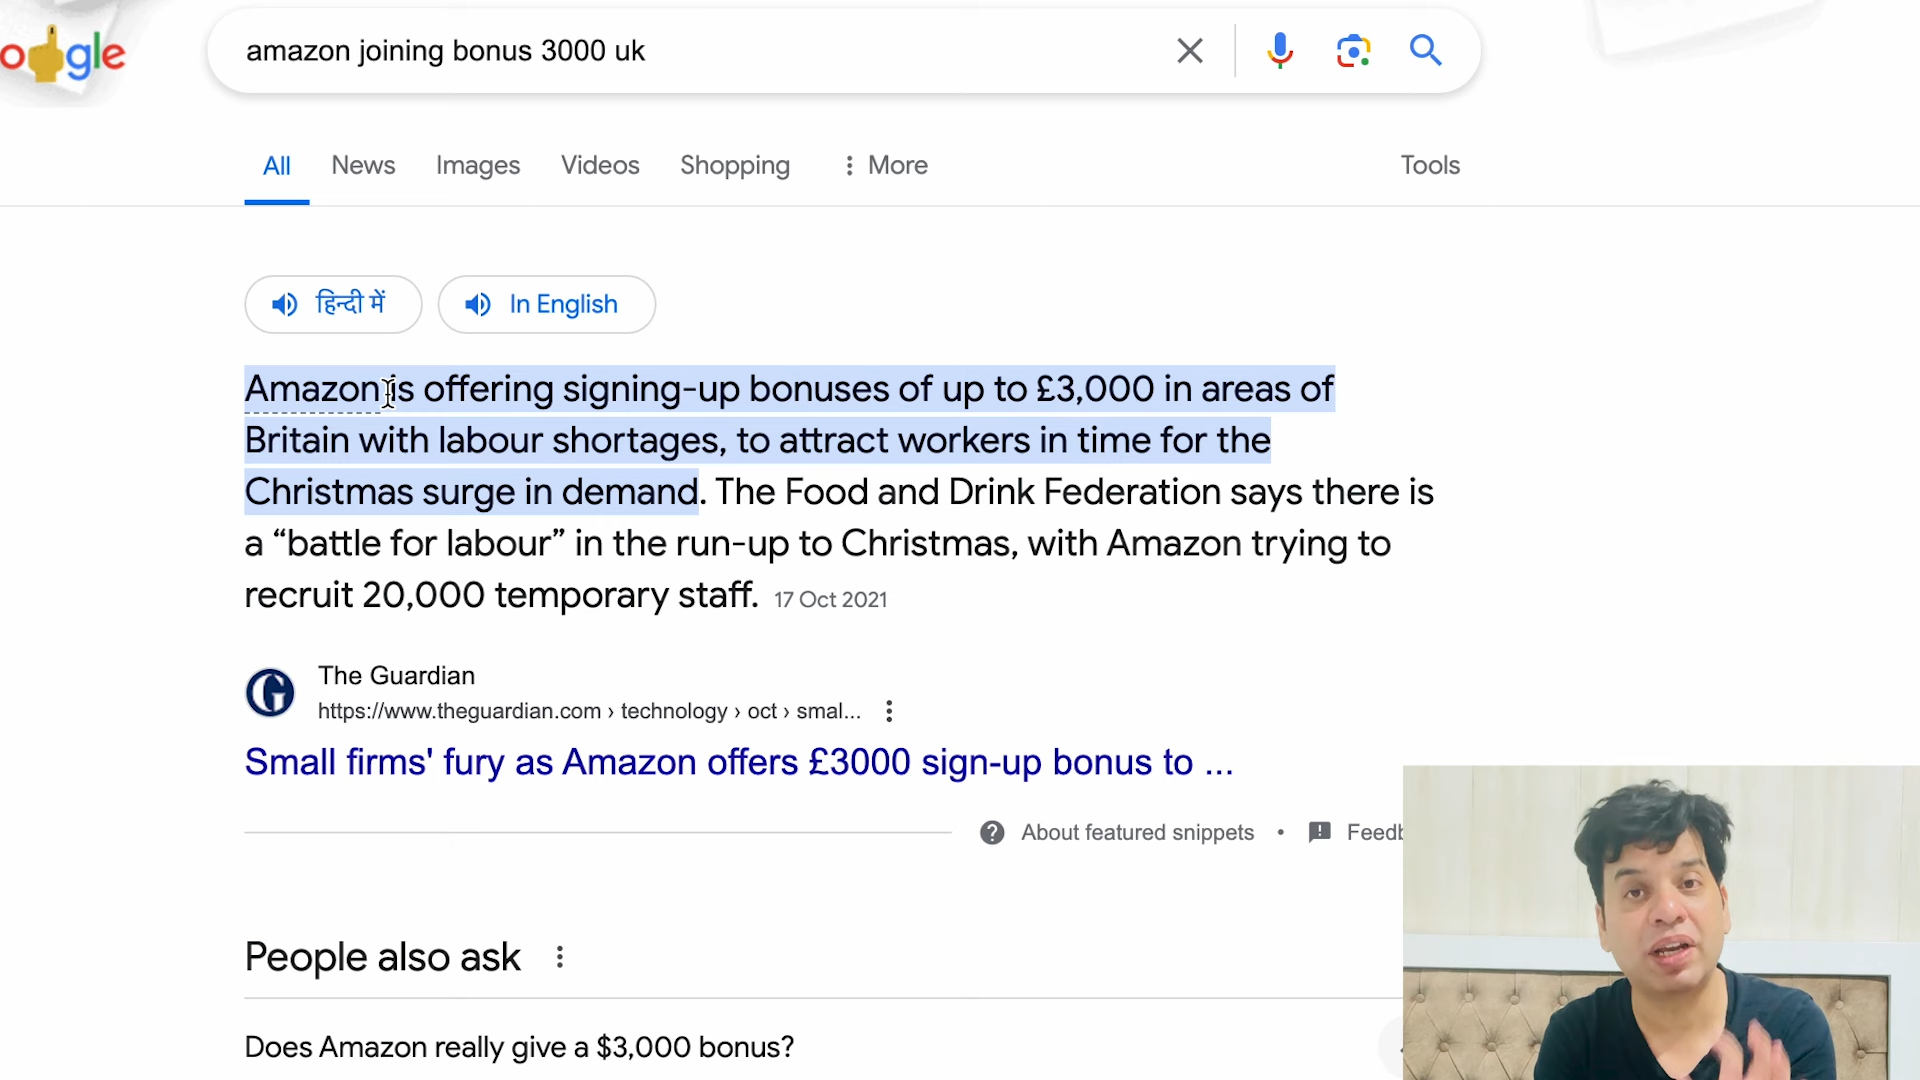 oogle
amazon joining bonus 3000 uk
All News Images Videos Shopping More Tools
हिन्दी में In English
Amazon is offering signing-up bonuses of up to £3,000 in areas of
Britain with labour shortages, to attract workers in time for the
Christmas surge in demand. The Food and Drink Federation says there is
a “battle for labour” in the run-up to Christmas, with Amazon trying to
recruit 20,000 temporary staff. 17 Oct 2021
The Guardian
https://www.theguardian.com › technology › oct › smal...
Small firms' fury as Amazon offers £3000 sign-up bonus to ...
About featured snippets • Feedb
People also ask
Does Amazon really give a $3,000 bonus?